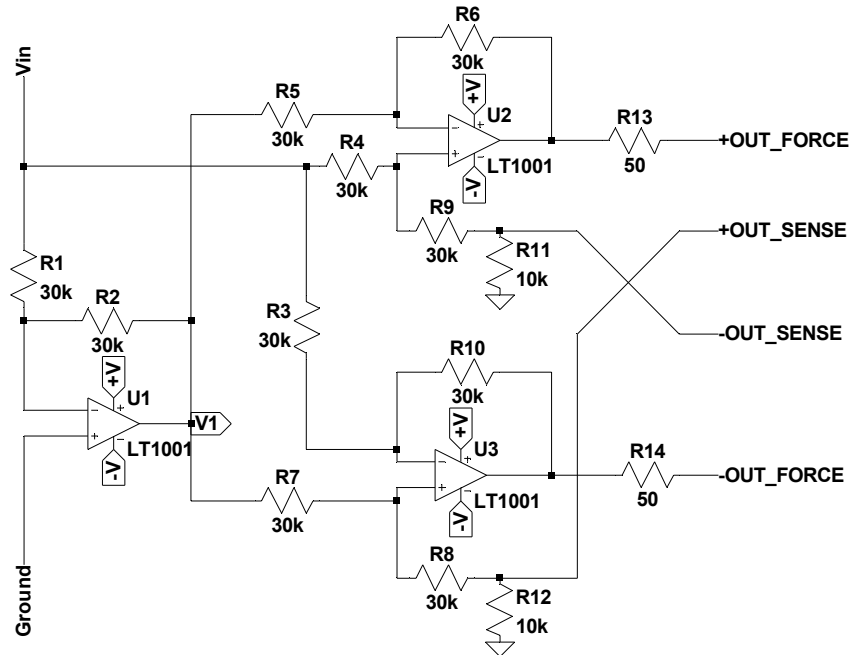 R6
30k
Vin
+V
R5
U2
30k
R13
+OUT_FORCE
R4
50
LT1001
30k
-V
R9
+OUT_SENSE
30k
R11
10k
R1
30k
R2
R3
30k
30k
-OUT_SENSE
R10
30k
+V
U1
V1
+V
U3
LT1001
-V
R14
-OUT_FORCE
R7
50
LT1001
30k
-V
R8
30k
R12
10k
Ground